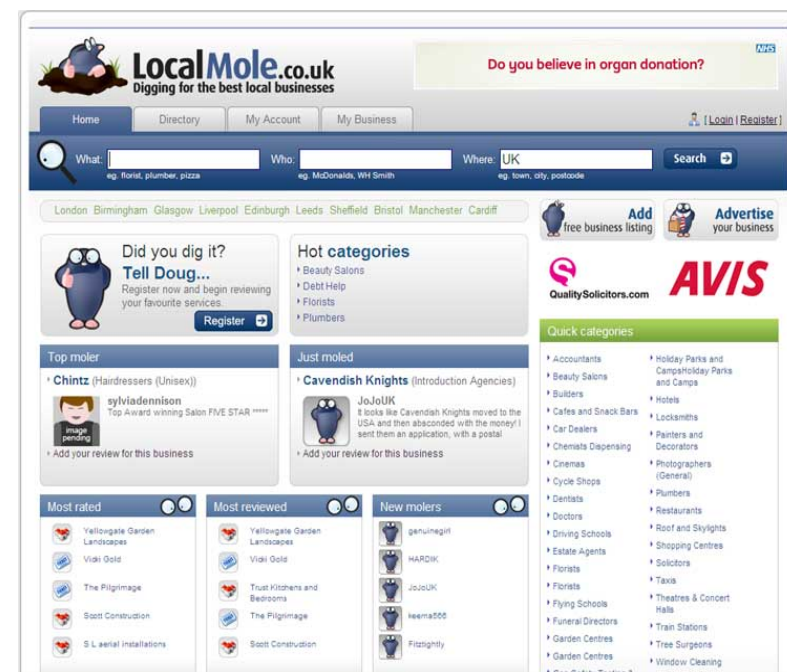 LocalMole.co.uk
Digging for the best local businesses
Do you believe in organ donation?
NHS
Home Directory My Account My Business
[ Login | Register ]
What: Who: Where: UK Search
eg. florist, plumber, pizza eg. McDonalds, WH Smith eg. town, city, postcode
London Birmingham Glasgow Liverpool Edinburgh Leeds Sheffield Bristol Manchester Cardiff
Add
free business listing
Advertise
your business
Did you dig it?
Tell Doug...
Register now and begin reviewing
your favourite services.
Register
Hot categories
Beauty Salons
Debt Help
Florists
Plumbers
QualitySolicitors.com
AVIS
Top moler
Chintz (Hairdressers (Unisex))
sylviadennison
Top Award winning Salon FIVE STAR *****
image
pending
Add your review for this business
Just moled
Cavendish Knights (Introduction Agencies)
JoJoUK
It looks like Cavendish Knights moved to the
USA and then absconded with the money! I
sent them an application, with a postal
Add your review for this business
Most rated
Yellowgate Garden
Landscapes
Vidii Gold
The Pilgrimage
Scott Construction
S L aerial installations
Most reviewed
Yellowgate Garden
Landscapes
Vidii Gold
Trust Kitchens and
Bedrooms
The Pilgrimage
Scott Construction
New molers
genuinegirl
HARDIK
JoJoUK
keema666
Fitztightly
Quick categories
Accountants
Beauty Salons
Builders
Cafes and Snack Bars
Car Dealers
Chemists Dispensing
Cinemas
Cycle Shops
Dentists
Doctors
Driving Schools
Estate Agents
Florists
Florists
Flying Schools
Funeral Directors
Garden Centres
Garden Centres
Holiday Parks and
CampsHoliday Parks
and Camps
Hotels
Locksmiths
Painters and
Decorators
Photographers
(General)
Plumbers
Restaurants
Roof and Skylights
Shopping Centres
Solicitors
Taxis
Theatres & Concert
Halls
Train Stations
Tree Surgeons
Window Cleaning